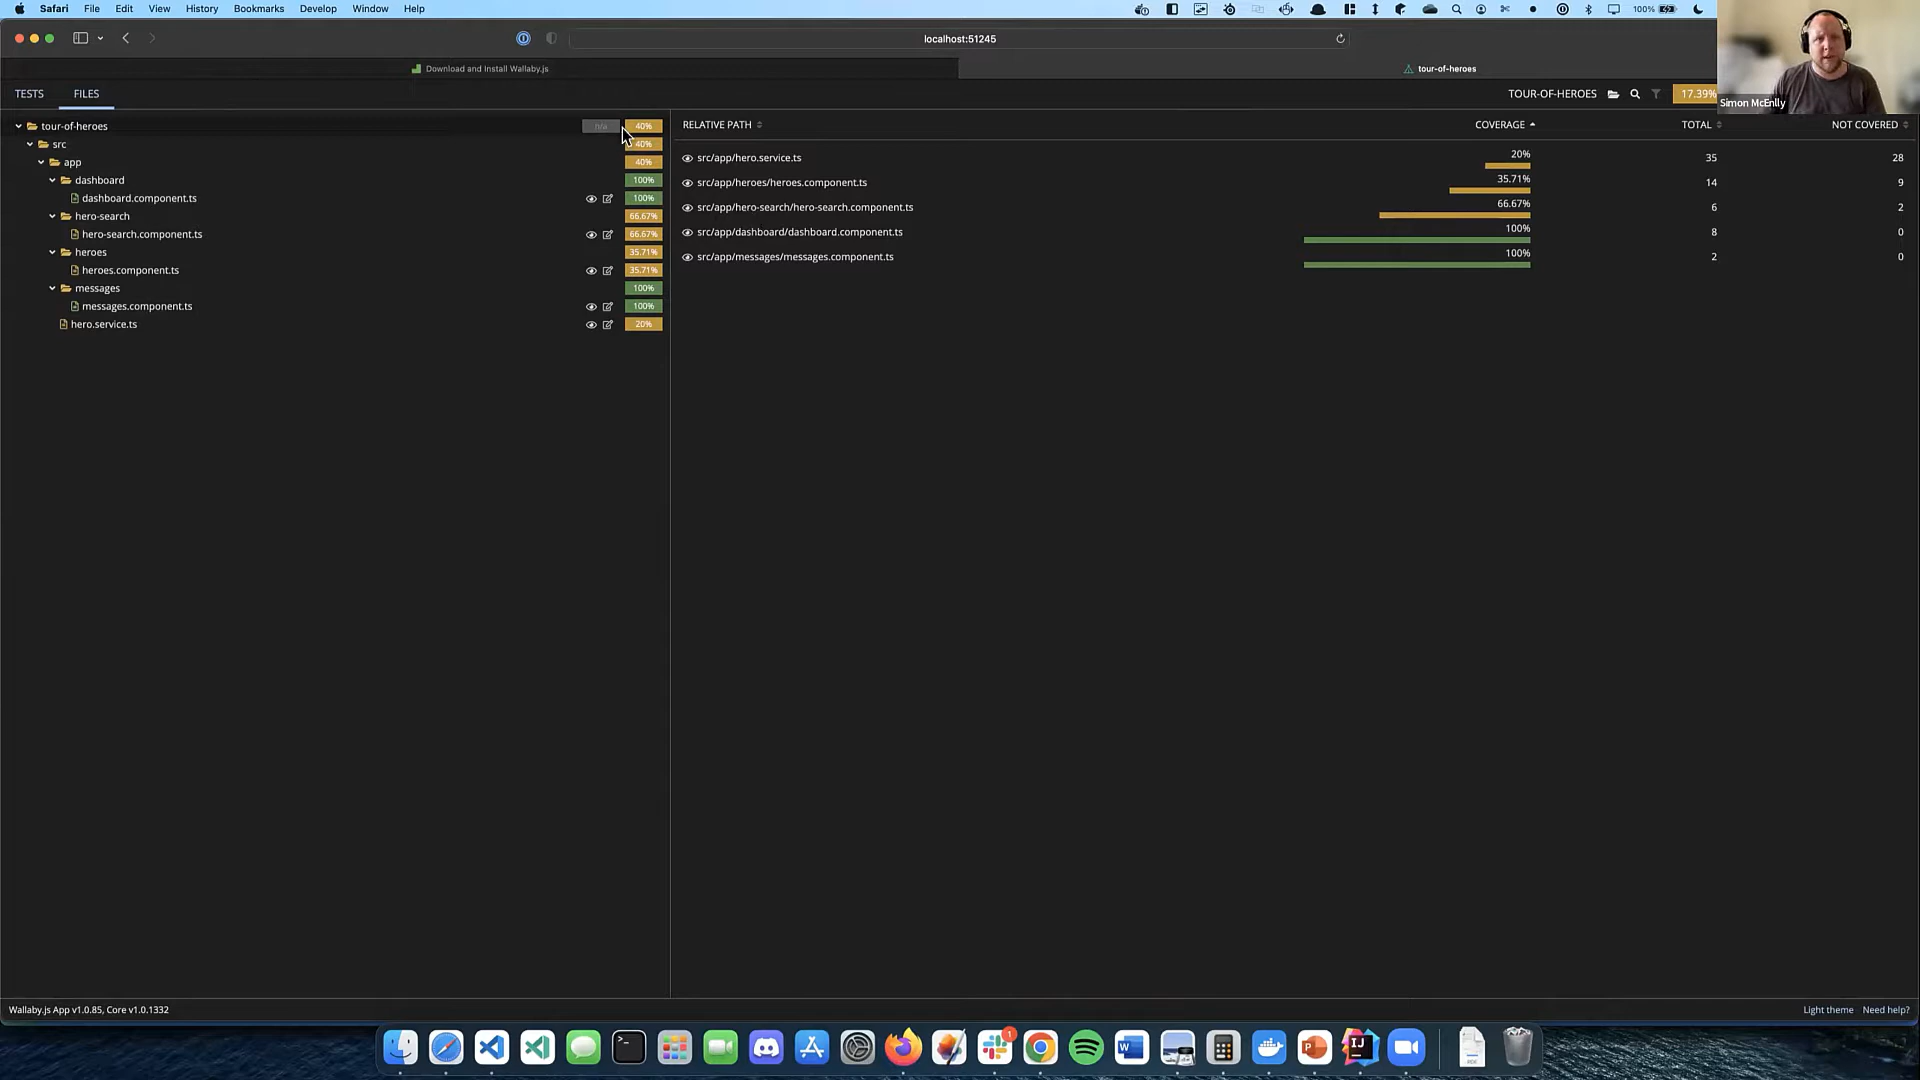 Safari File Edit View History Bookmarks Develop Window Help 100%
localhost:51245
Download and Install Wallaby.js
tour-of-heroes
TESTS FILES
TOUR-OF-HEROES 17.39%
Simon McEnlly
tour-of-heroes n/a 40%
src 40%
app 40%
dashboard 100%
dashboard.component.ts 100%
hero-search 66.67%
hero-search.component.ts 66.67%
heroes 35.71%
heroes.component.ts 35.71%
messages 100%
messages.component.ts 100%
hero.service.ts 20%
RELATIVE PATH COVERAGE TOTAL NOT COVERED
src/app/hero.service.ts 20% 35 28
src/app/heroes/heroes.component.ts 35.71% 14 9
src/app/hero-search/hero-search.component.ts 66.67% 6 2
src/app/dashboard/dashboard.component.ts 100% 8 0
src/app/messages/messages.component.ts 100% 2 0
Wallaby.js App v1.0.85, Core v1.0.1332
Light theme Need help?